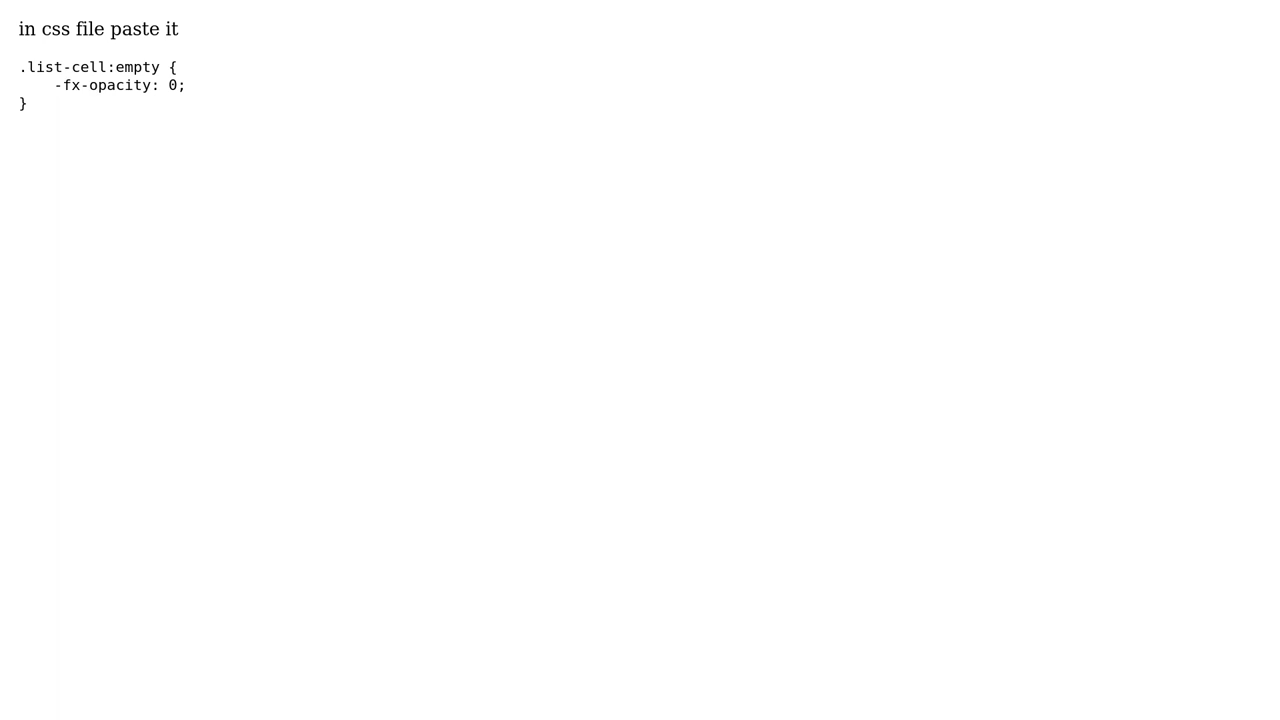 in css file paste it
.list-cell:empty {
    -fx-opacity: 0;
}